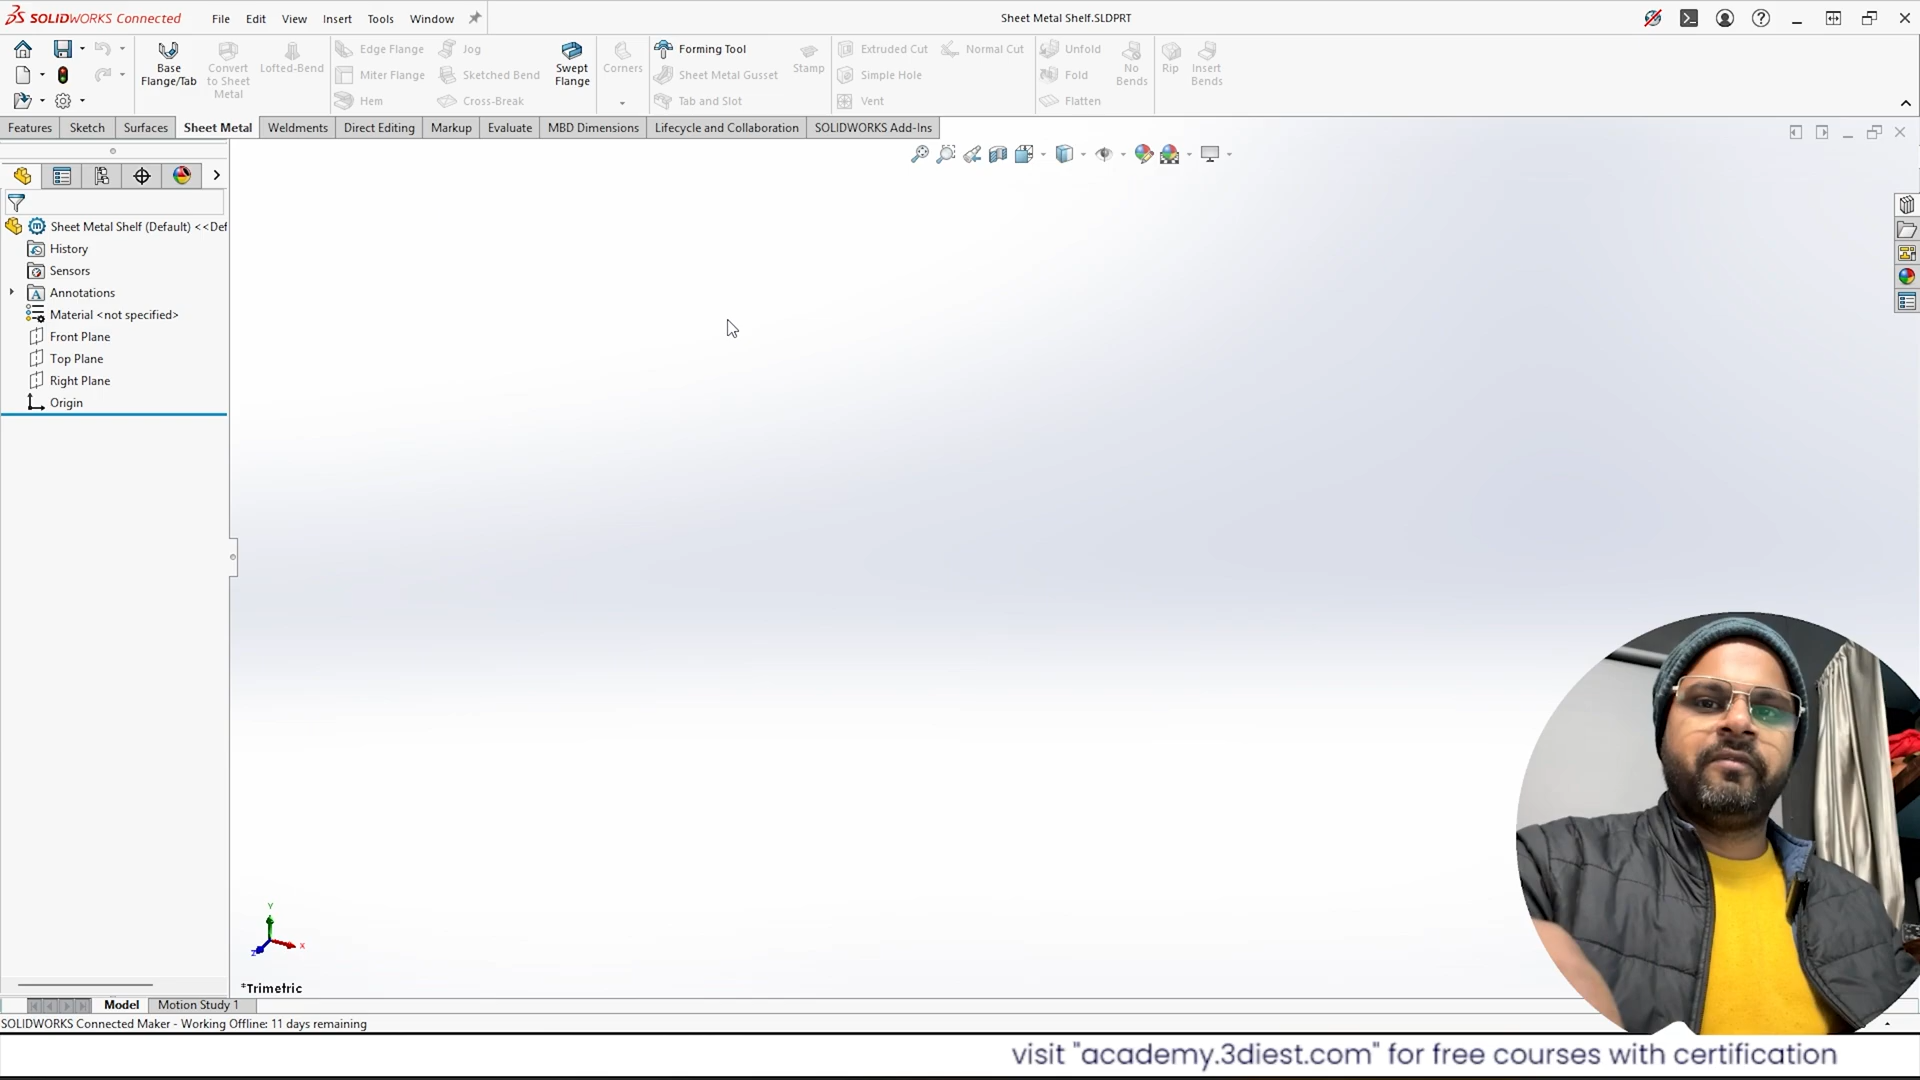 SOLIDWORKS Connected
File Edit View Insert Tools Window
Sheet Metal Shelf.SLDPRT
Base Flange/Tab
Convert to Sheet Metal
Lofted-Bend
Edge Flange
Miter Flange
Hem
Jog
Sketched Bend
Cross-Break
Swept Flange
Corners
Forming Tool
Sheet Metal Gusset
Tab and Slot
Stamp
Extruded Cut
Simple Hole
Vent
Normal Cut
Unfold
Fold
Flatten
No Bends
Rip
Insert Bends
Features Sketch Surfaces Sheet Metal Weldments Direct Editing Markup Evaluate MBD Dimensions Lifecycle and Collaboration SOLIDWORKS Add-Ins
Sheet Metal Shelf (Default) <<Def
History
Sensors
Annotations
Material <not specified>
Front Plane
Top Plane
Right Plane
Origin
Y
X
Z
*Trimetric
Model Motion Study 1
SOLIDWORKS Connected Maker - Working Offline: 11 days remaining
visit "academy.3diest.com" for free courses with certification